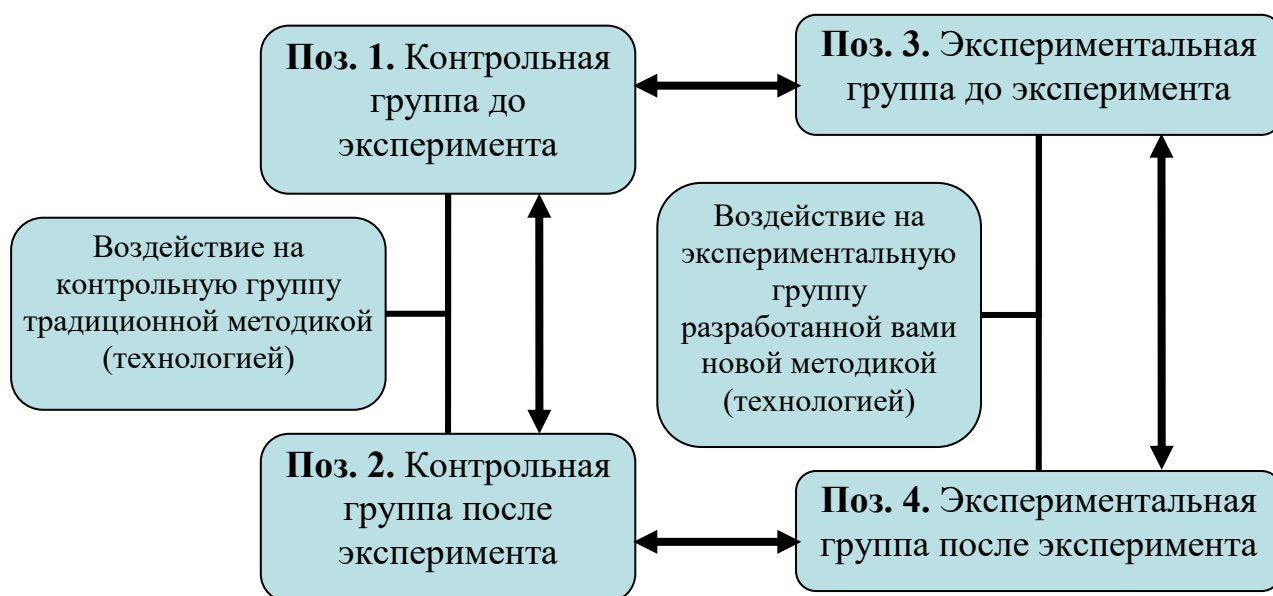 Поз. 1. Контрольная
группа до
эксперимента
Поз. 3. Экспериментальная
группа до эксперимента
Воздействие на
контрольную группу
традиционной методикой
(технологией)
Воздействие на
экспериментальную
группу
разработанной вами
новой методикой
(технологией)
Поз. 2. Контрольная
группа после
эксперимента
Поз. 4. Экспериментальная
группа после эксперимента